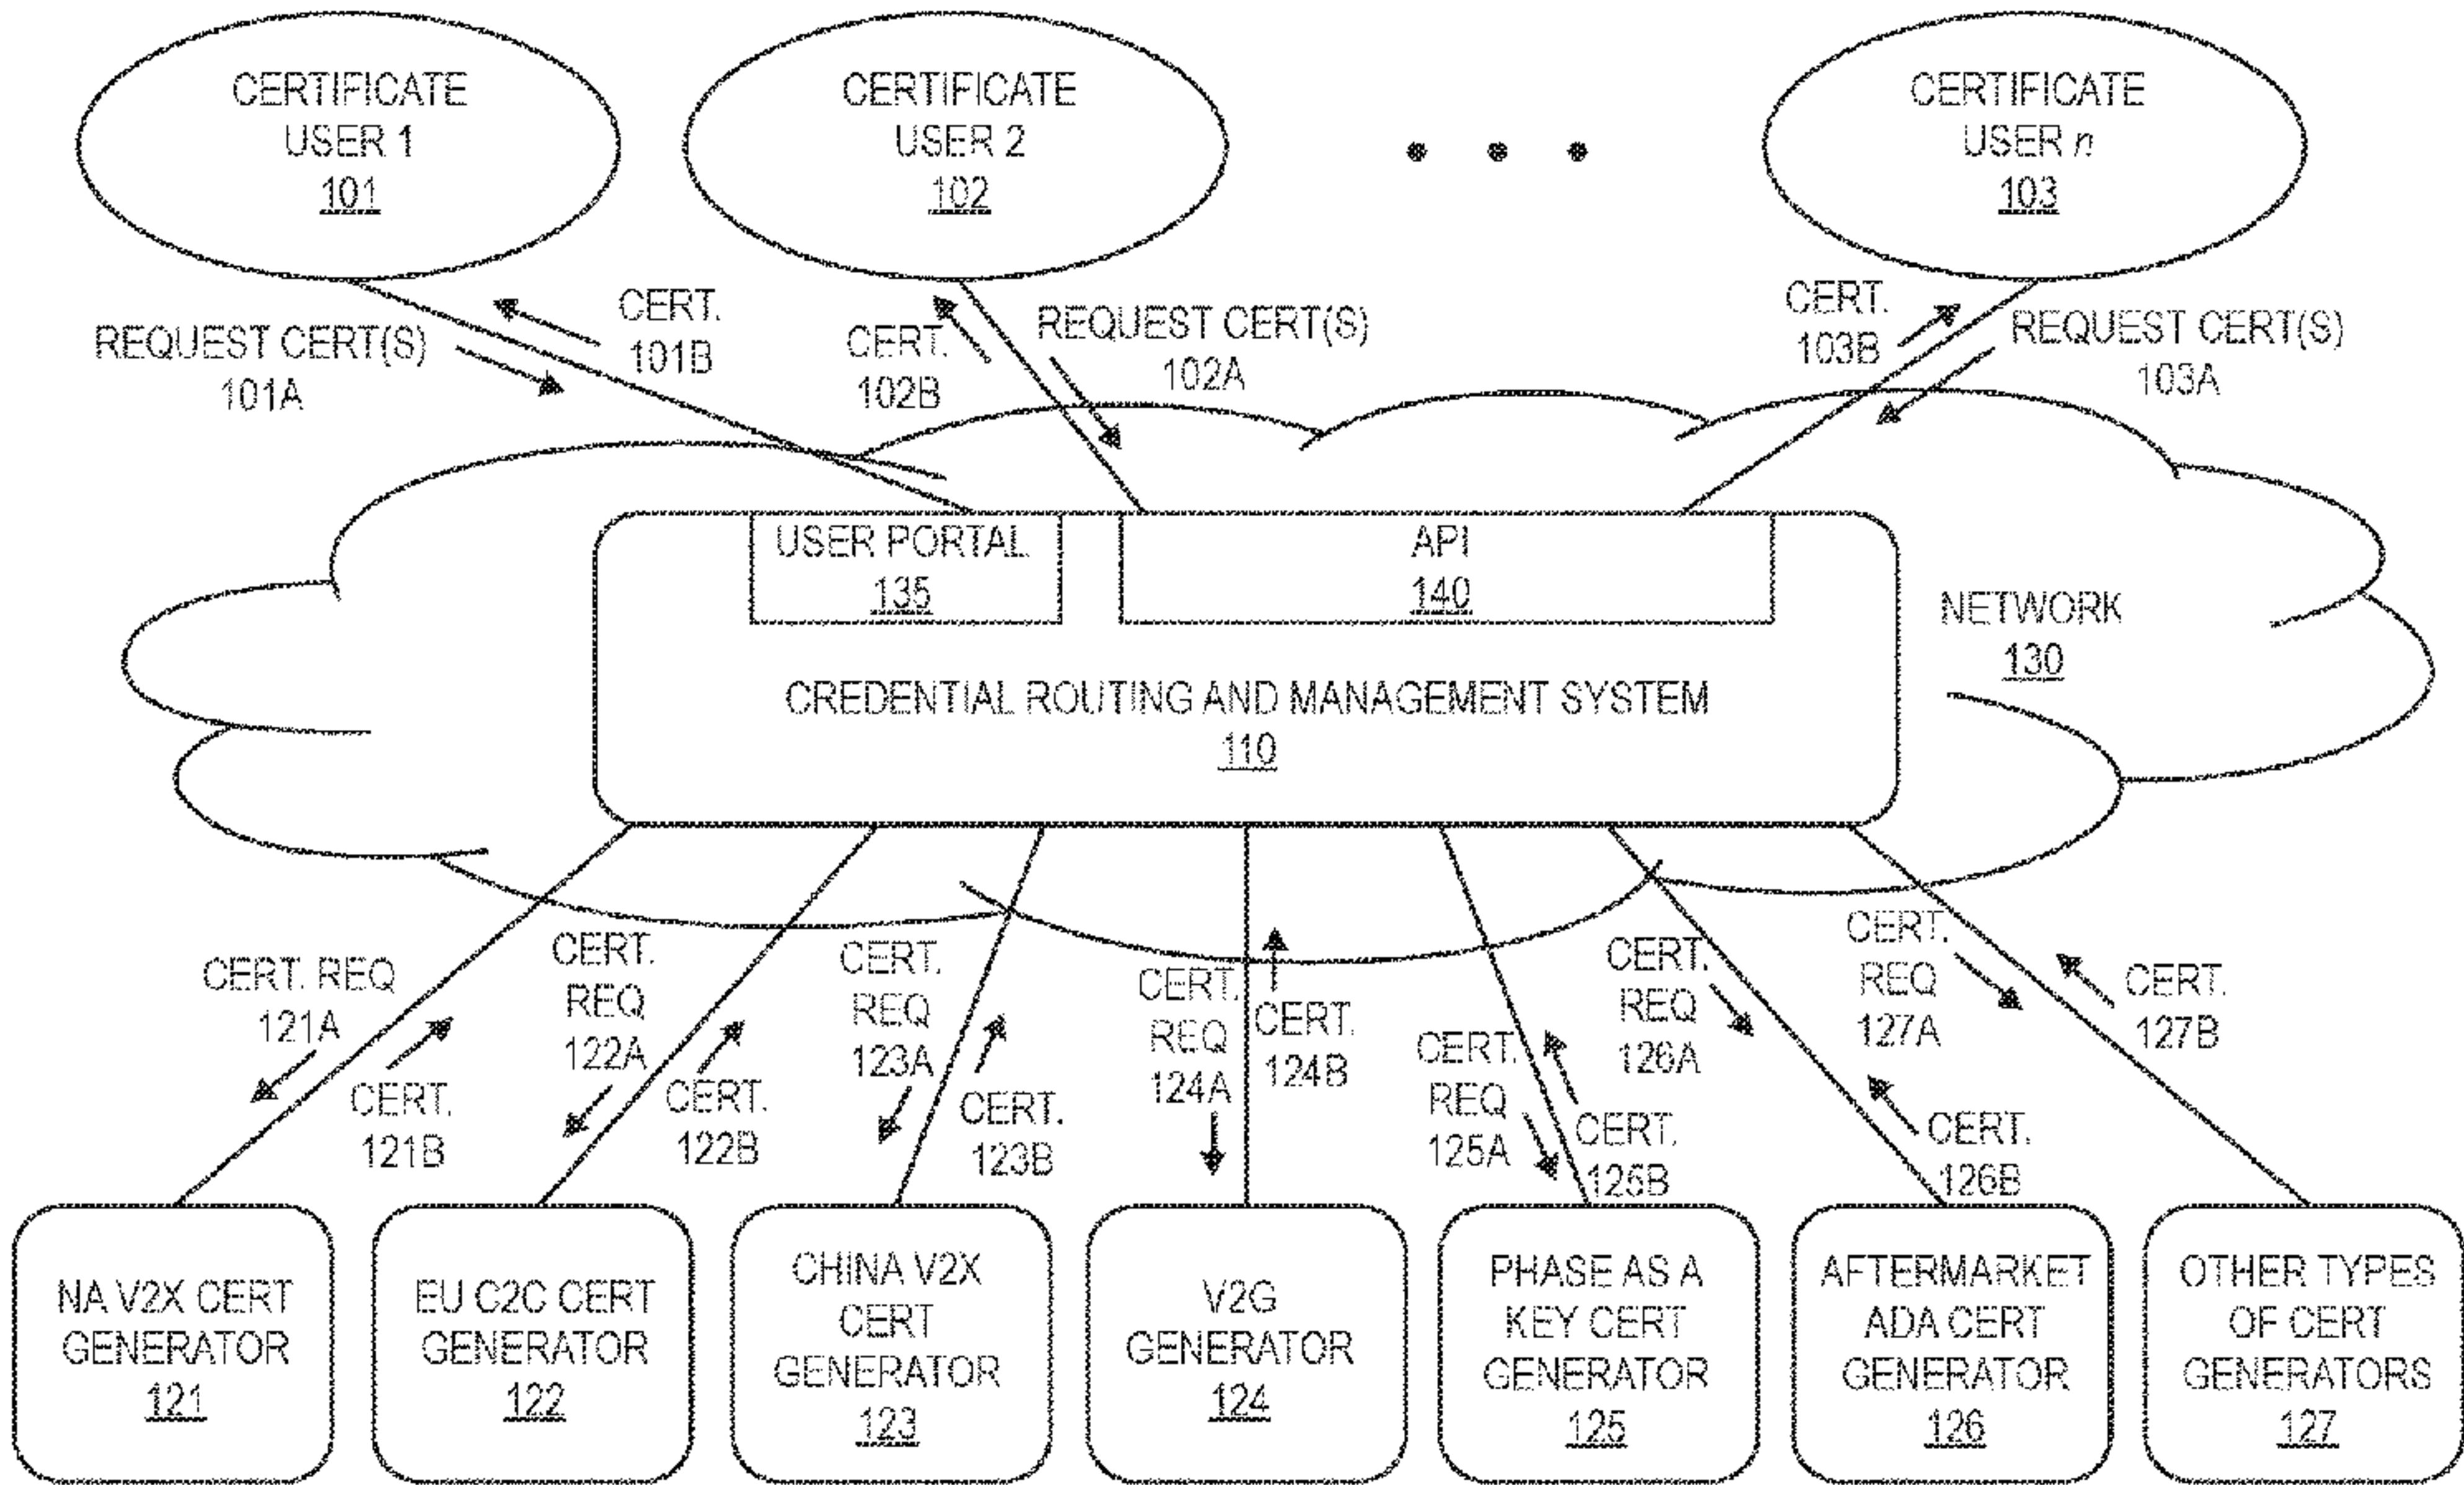 CERTIFICATE
USER 1
101
CERTIFICATE
USER 2
102
CERTIFICATE
USER n
103
REQUEST CERT(S)
101A
CERT.
101B
CERT.
102B
REQUEST CERT(S)
102A
CERT.
103B
REQUEST CERT(S)
103A
USER PORTAL
135
API
140
NETWORK
130
CREDENTIAL ROUTING AND MANAGEMENT SYSTEM
110
CERT. REQ
121A
CERT.
121B
CERT.
REQ
122A
CERT.
122B
CERT.
REQ
123A
CERT.
123B
CERT.
REQ
124A
CERT.
124B
CERT.
REQ
125A
CERT.
125B
CERT.
REQ
126A
CERT.
126B
CERT.
REQ
127A
CERT.
127B
NA V2X CERT
GENERATOR
121
EU C2C CERT
GENERATOR
122
CHINA V2X
CERT
GENERATOR
123
V2G
GENERATOR
124
PHASE AS A
KEY CERT
GENERATOR
125
AFTERMARKET
ADA CERT
GENERATOR
126
OTHER TYPES
OF CERT
GENERATORS
127